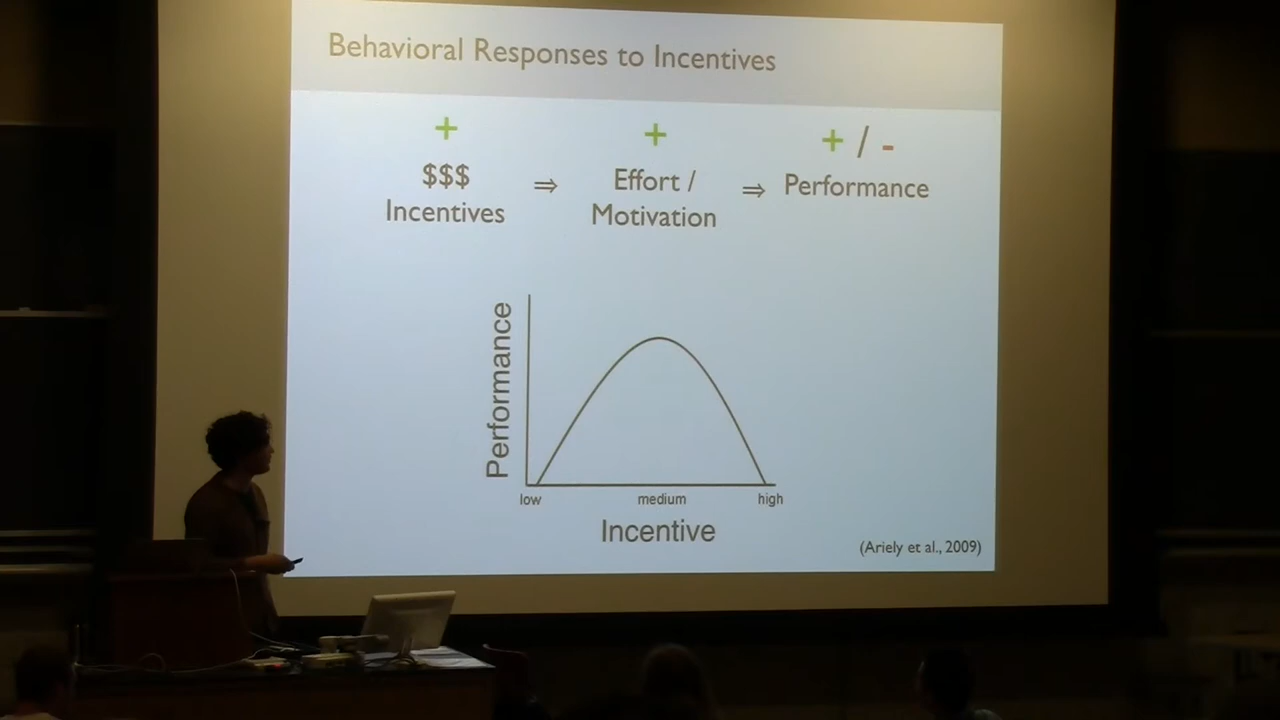 Behavioral Responses to Incentives
+ + + / -
$$$ ⇒ Effort / ⇒ Performance
Incentives Motivation
Performance
low medium high
Incentive
(Ariely et al., 2009)